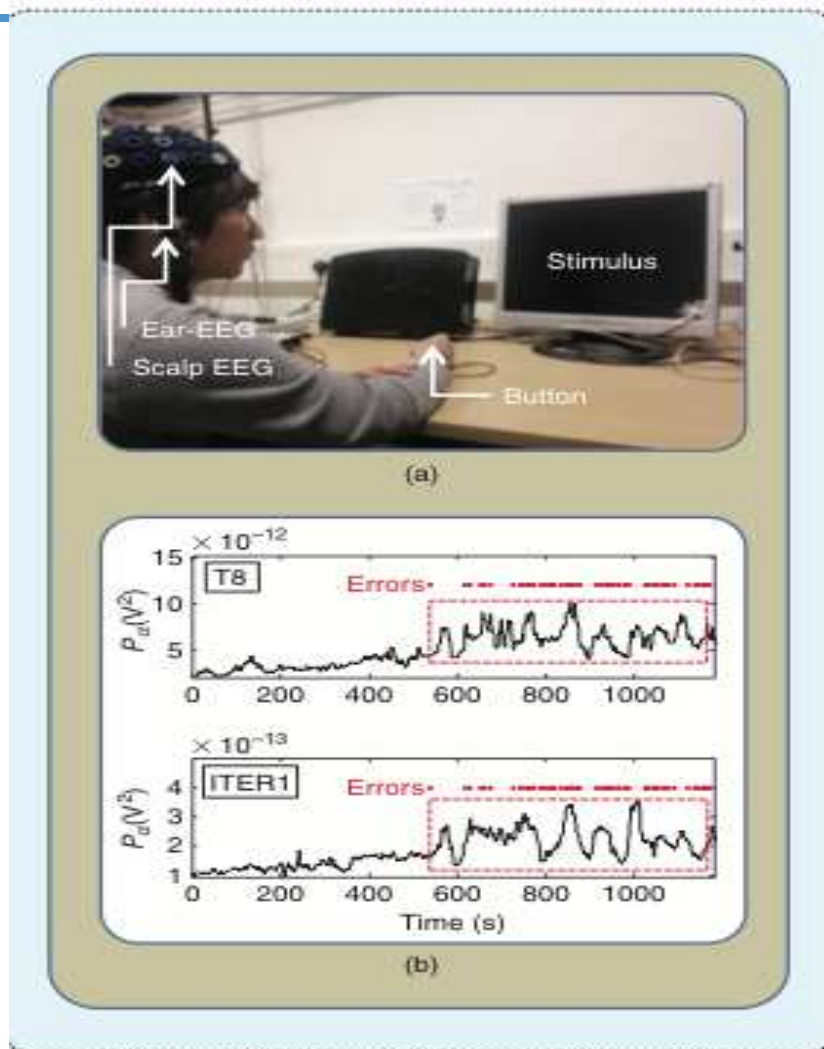 Stimulus
Ear-EEG
Scalp EEG
Button
(a)
× 10⁻¹²
15
T8
Errors
10
5
Pα(V²)
0 200 400 600 800 1000
× 10⁻¹³
ITER1
4
Errors
3
2
1
Pα(V²)
0 200 400 600 800 1000
Time (s)
(b)